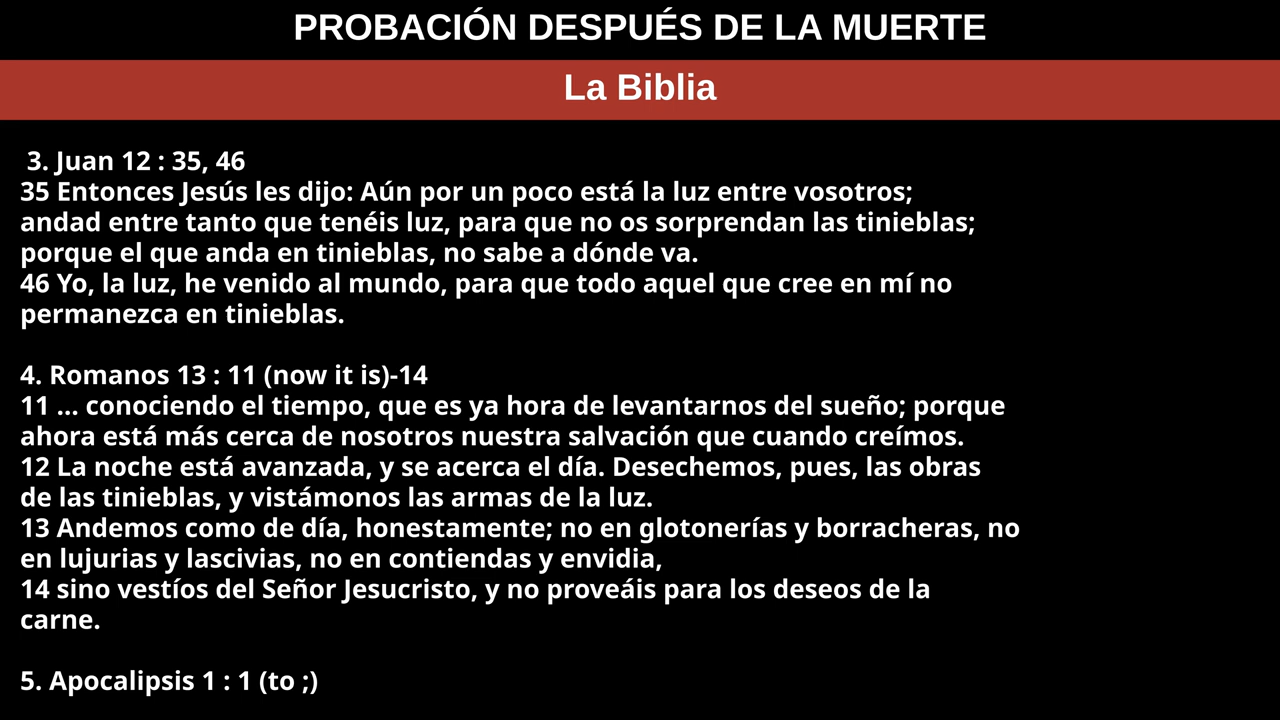 PROBACIÓN DESPUÉS DE LA MUERTE
La Biblia
3. Juan 12 : 35, 46
35 Entonces Jesús les dijo: Aún por un poco está la luz entre vosotros;
andad entre tanto que tenéis luz, para que no os sorprendan las tinieblas;
porque el que anda en tinieblas, no sabe a dónde va.
46 Yo, la luz, he venido al mundo, para que todo aquel que cree en mí no
permanezca en tinieblas.
4. Romanos 13 : 11 (now it is)-14
11 ... conociendo el tiempo, que es ya hora de levantarnos del sueño; porque
ahora está más cerca de nosotros nuestra salvación que cuando creímos.
12 La noche está avanzada, y se acerca el día. Desechemos, pues, las obras
de las tinieblas, y vistámonos las armas de la luz.
13 Andemos como de día, honestamente; no en glotonerías y borracheras, no
en lujurias y lascivias, no en contiendas y envidia,
14 sino vestíos del Señor Jesucristo, y no proveáis para los deseos de la
carne.
5. Apocalipsis 1 : 1 (to ;)